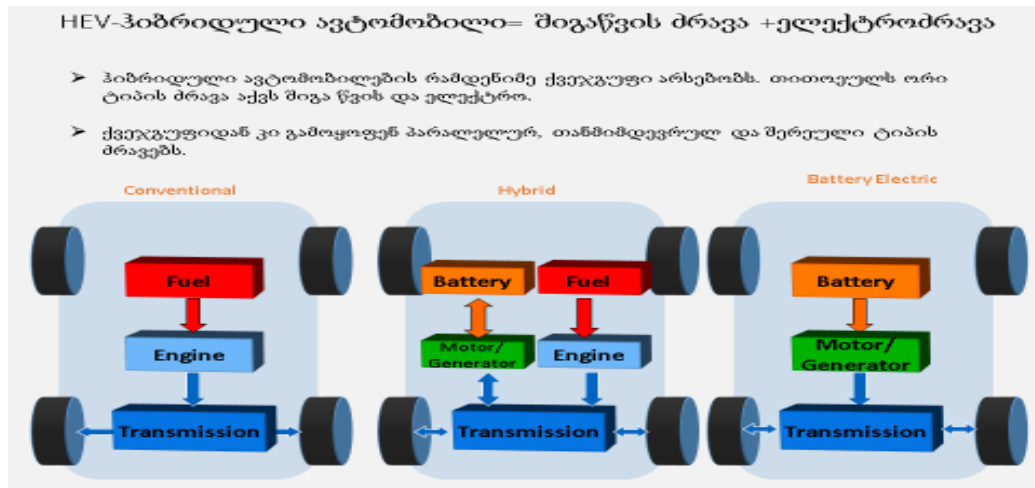 HEV-ჰიბრიდული ავტომობილი= შიგაწვის ძრავა +ელექტროძრავა
➢ ჰიბრიდული ავტომობილების რამდენიმე ქვეჯგუფი არსებობს. თითოეულს ორი
ტიპის ძრავა აქვს შიგა წვის და ელექტრო.
➢ ქვეჯგუფიდან კი გამოყოფენ პარალელურ, თანმიმდევრულ და შერეული ტიპის
ძრავებს.
Conventional
Hybrid
Battery Electric
Fuel
Engine
Transmission
Battery
Fuel
Motor/
Generator
Engine
Transmission
Battery
Motor/
Generator
Transmission